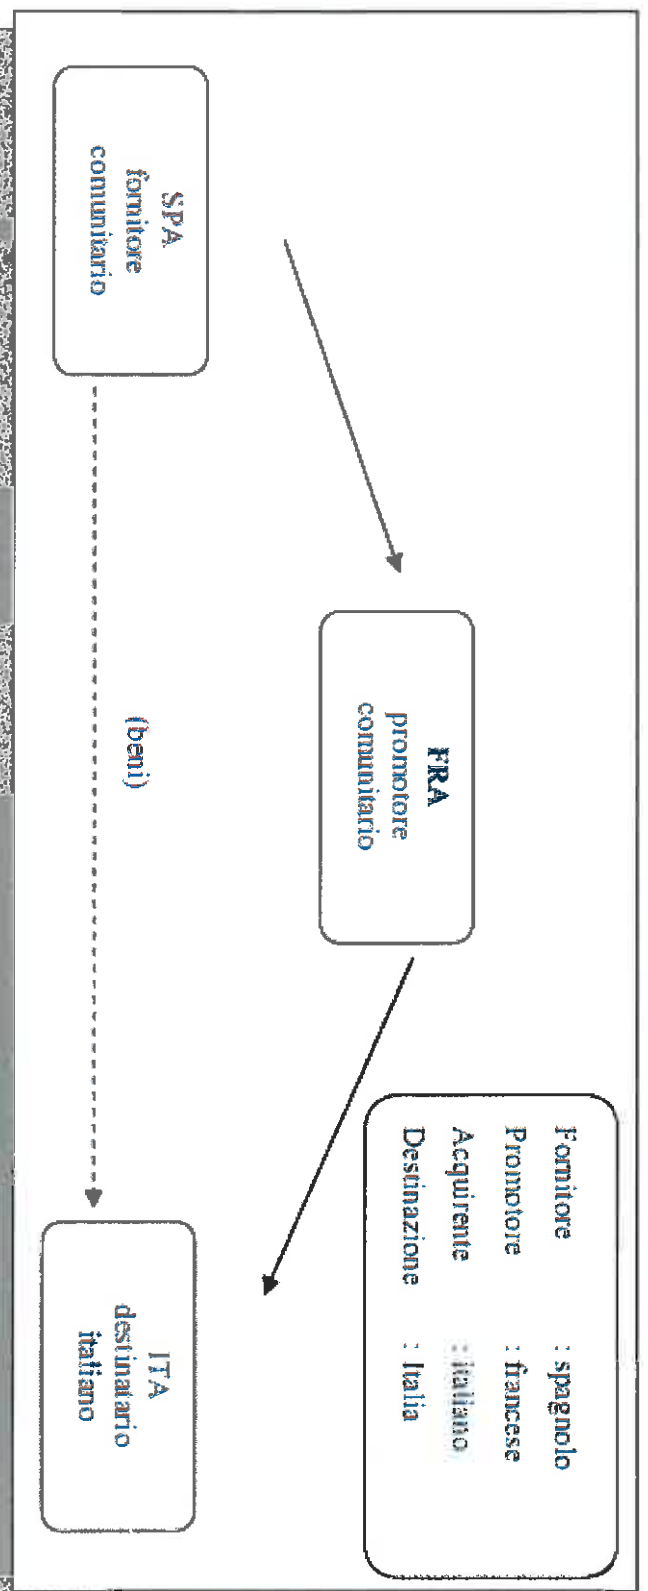 Fornitore : spagnolo
Promotore : francese
Acquirente : italiano
Destinazione : Italia
FRA
promotore
comunitario
SPA
fornitore
comunitario
(beni)
ITA
destinatario
italiano